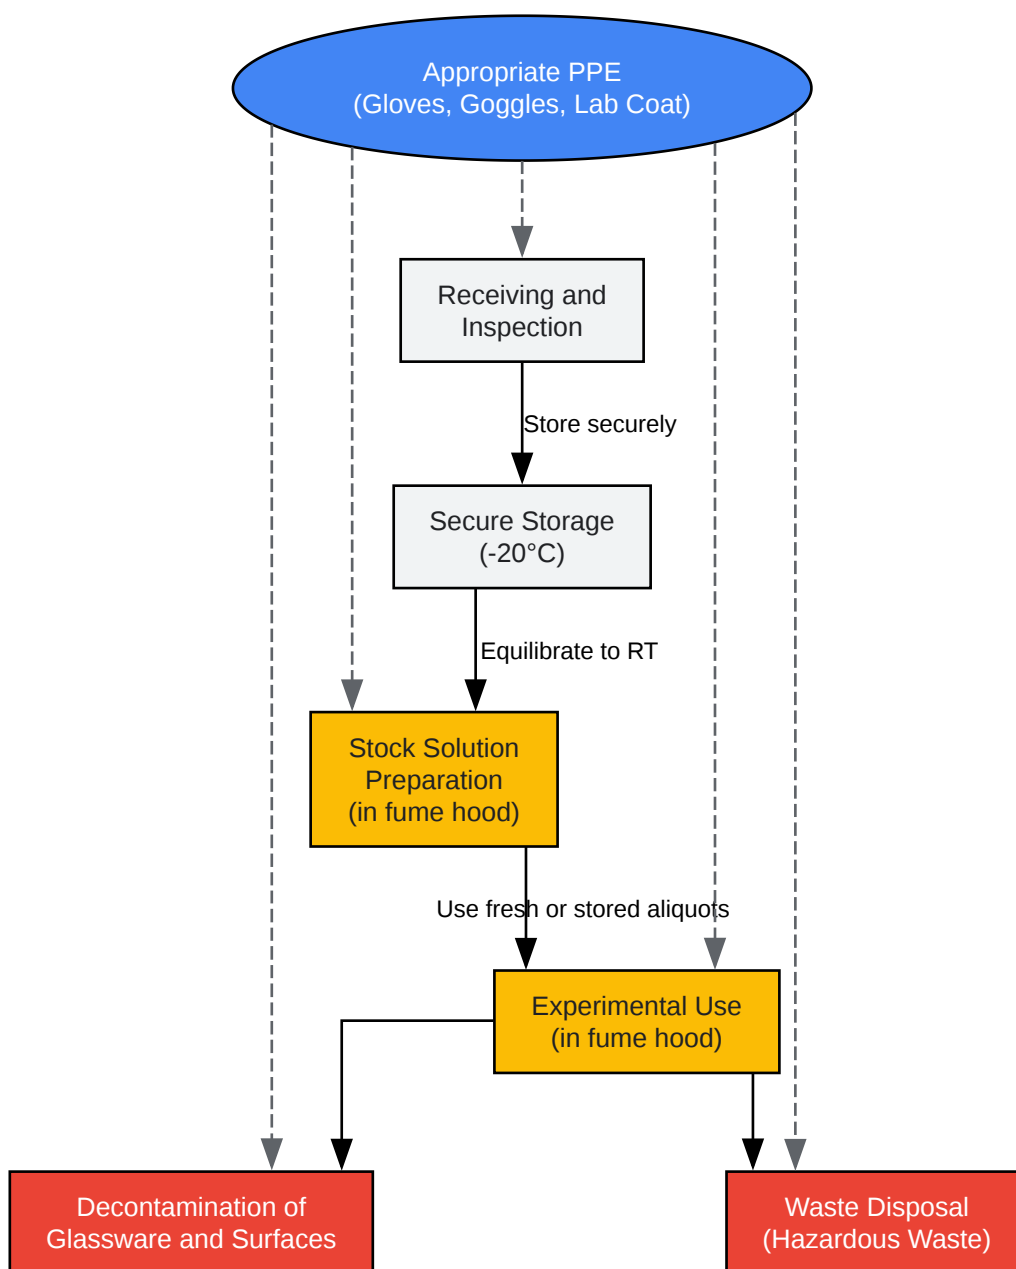 Appropriate PPE
(Gloves, Goggles, Lab Coat)
Receiving and
Inspection
Store securely
Secure Storage
(-20°C)
Equilibrate to RT
Stock Solution
Preparation
(in fume hood)
Use fresh or stored aliquots
Experimental Use
(in fume hood)
Decontamination of
Glassware and Surfaces
Waste Disposal
(Hazardous Waste)